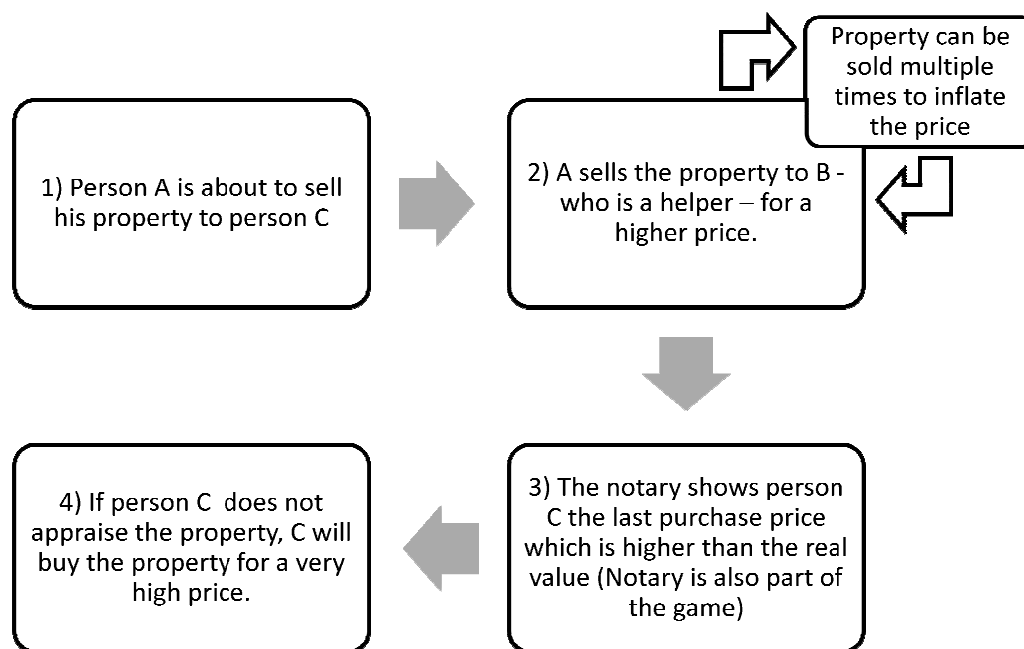 Property can be
sold multiple
times to inflate
the price
1) Person A is about to sell
his property to person C
2) A sells the property to B -
who is a helper – for a
higher price.
3) The notary shows person
C the last purchase price
which is higher than the real
value (Notary is also part of
the game)
4) If person C does not
appraise the property, C will
buy the property for a very
high price.